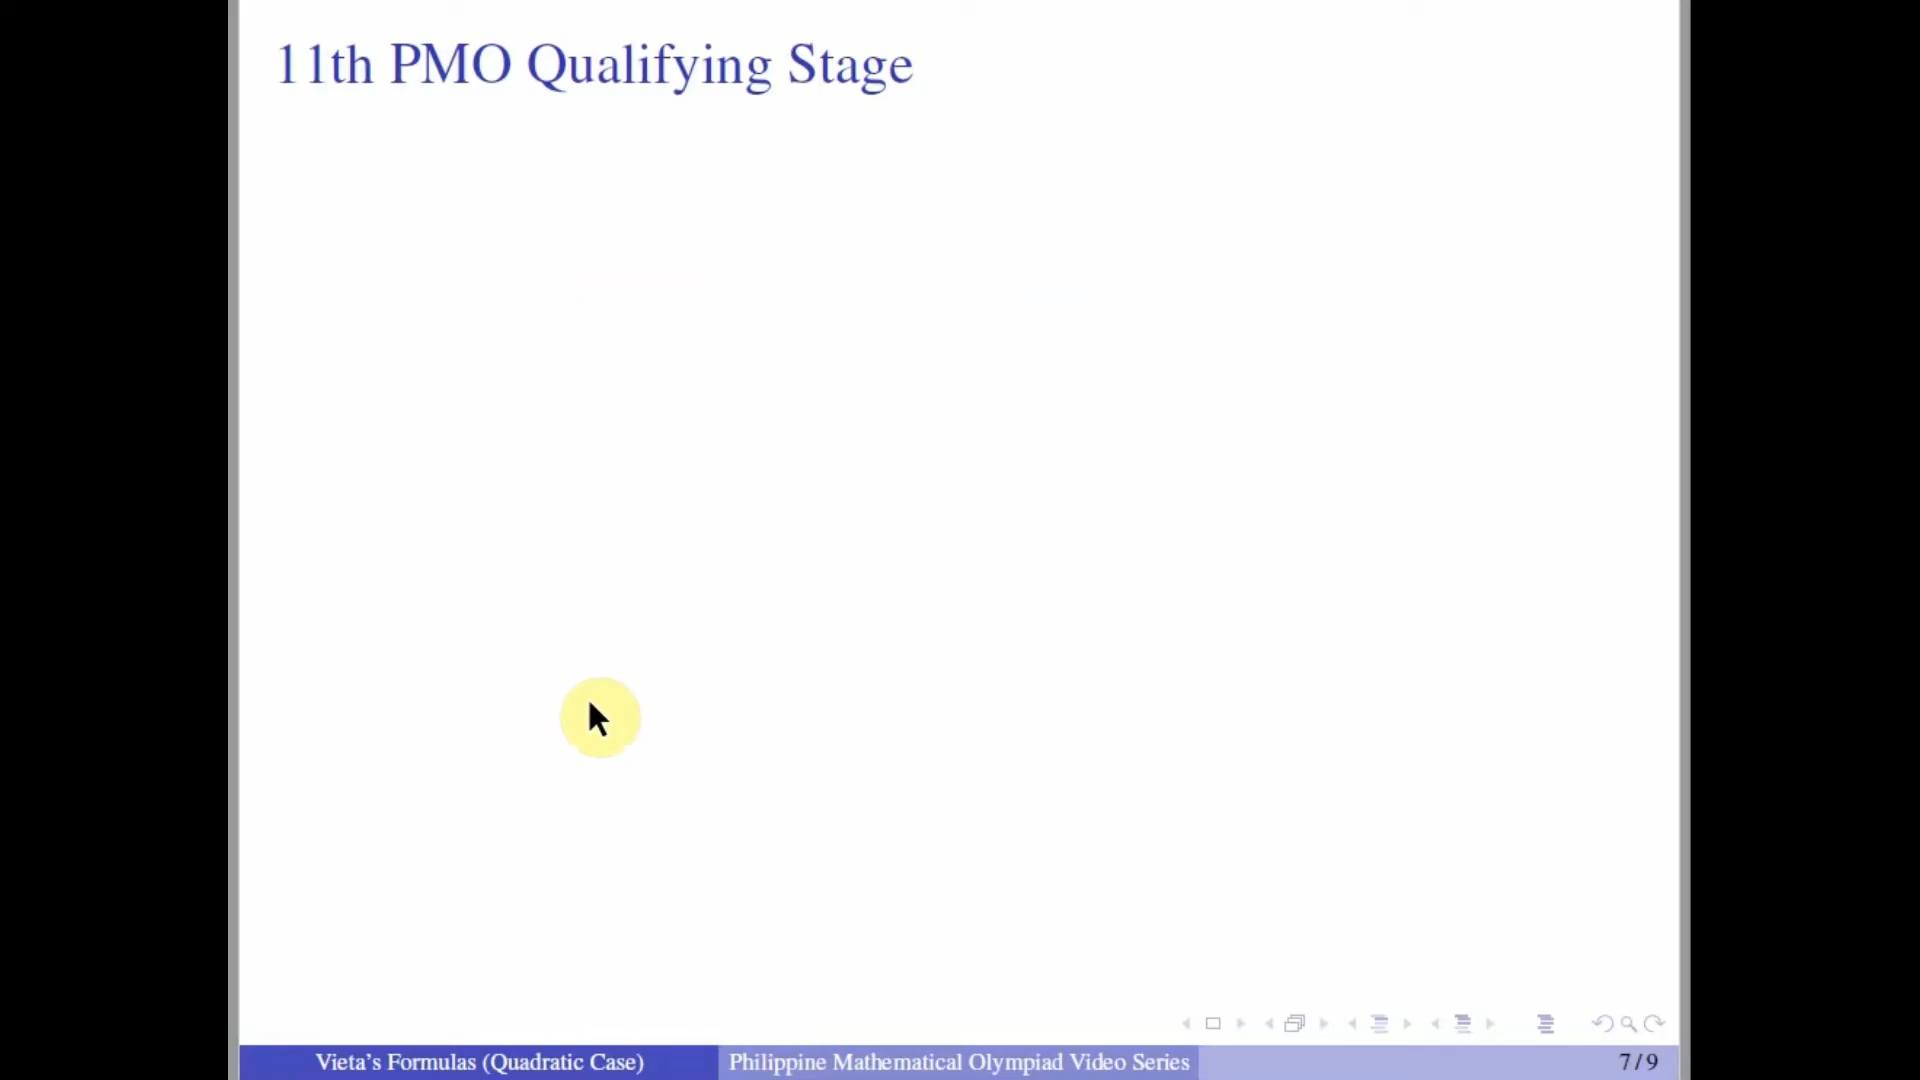 11th PMO Qualifying Stage
Vieta's Formulas (Quadratic Case)
Philippine Mathematical Olympiad Video Series
7 / 9